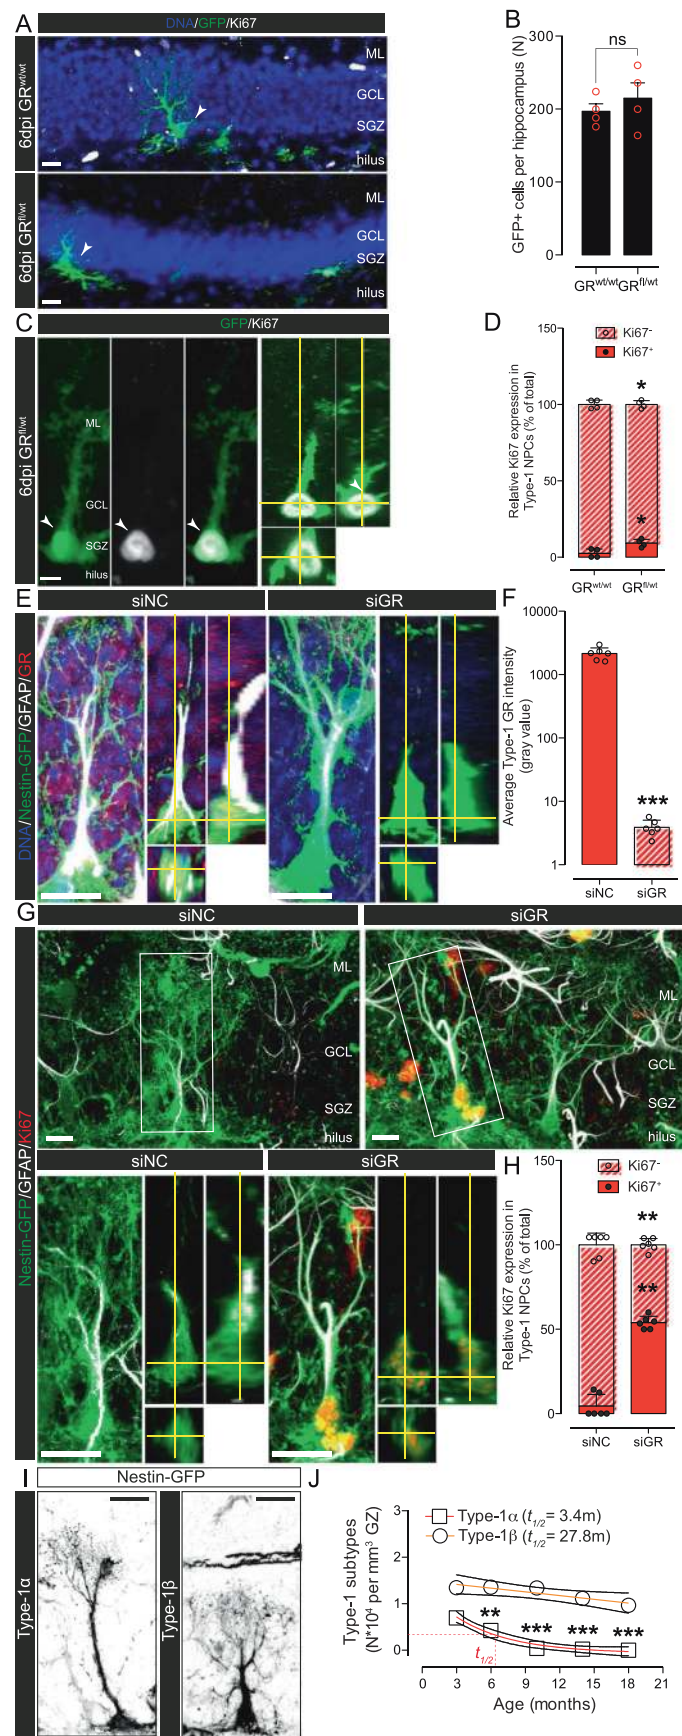 A
DNA/GFP/Ki67
6dpi GRwt/wt
ML
GCL
SGZ
hilus
6dpi GRfl/wt
ML
GCL
SGZ
hilus
B
GFP+ cells per hippocampus (N)
300
200
100
0
ns
GRwt/wt GRfl/wt
C
GFP/Ki67
6dpi GRfl/wt
ML
GCL
SGZ
hilus
D
Relative Ki67 expression in
Type-1 NPCs (% of total)
150
100
50
0
Ki67-
Ki67+
*
*
GRwt/wt GRfl/wt
E
siNC
siGR
DNA/Nestin-GFP/GFAP/GR
F
Average Type-1 GR intensity
(gray value)
10000
1000
100
10
1
***
siNC siGR
G
siNC
siGR
Nestin-GFP/GFAP/Ki67
ML
GCL
SGZ
hilus
ML
GCL
SGZ
hilus
siNC
siGR
H
Relative Ki67 expression in
Type-1 NPCs (% of total)
150
100
50
0
Ki67-
Ki67+
**
**
siNC siGR
I
Nestin-GFP
Type-1α
Type-1β
J
Type-1 subtypes
(N*10⁴ per mm³ GZ)
3
2
1
0
Type-1α (t1/2= 3.4m)
Type-1β (t1/2= 27.8m)
** *** *** ***
t1/2
0 3 6 9 12 15 18 21
Age (months)